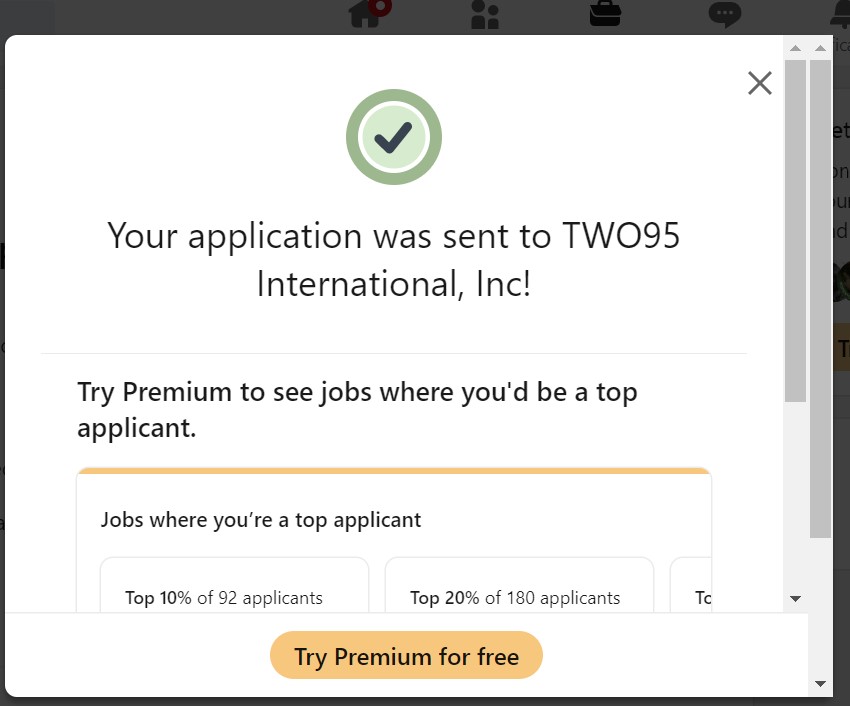 Your application was sent to TWO95
International, Inc!
Try Premium to see jobs where you'd be a top
applicant.
Jobs where you’re a top applicant
Top 10% of 92 applicants
Top 20% of 180 applicants
Try Premium for free